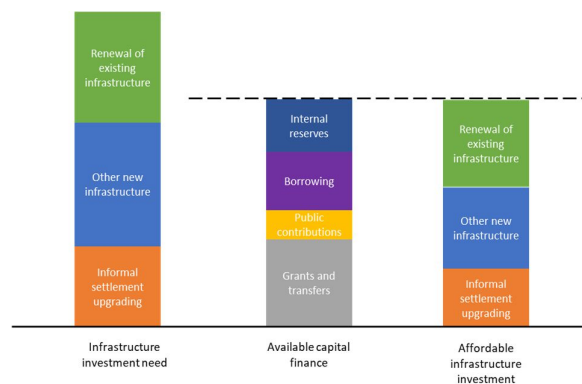 Renewal of
existing
infrastructure
Other new
infrastructure
Informal
settlement
upgrading
Internal
reserves
Borrowing
Public
contributions
Grants and
transfers
Renewal of
existing
infrastructure
Other new
infrastructure
Informal
settlement
upgrading
Infrastructure
investment need
Available capital
finance
Affordable
infrastructure
investment